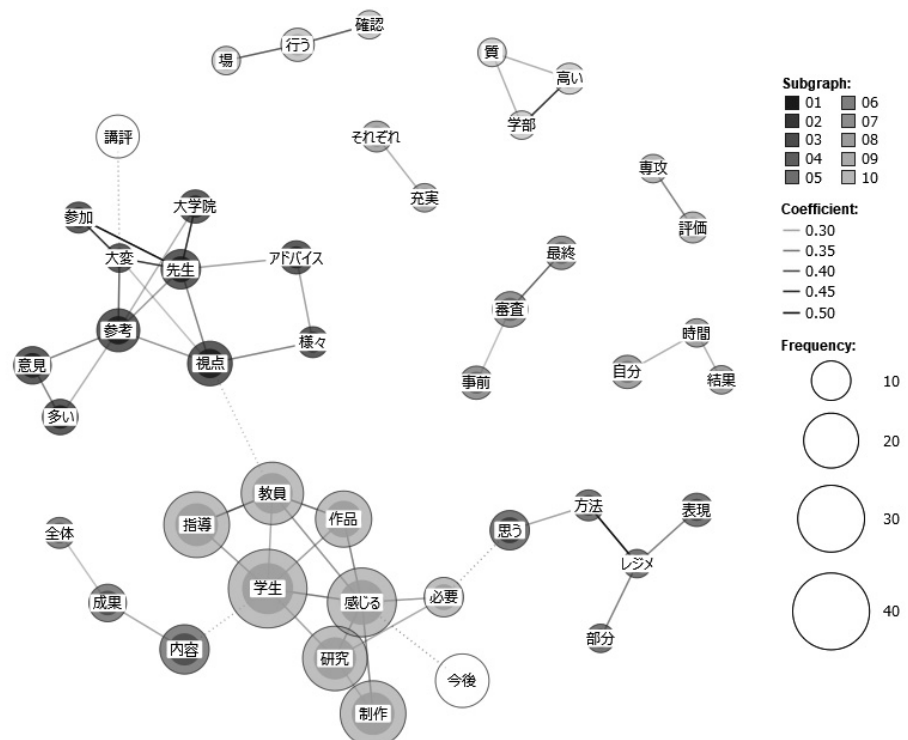 確認
場
行う
質
高い
学部
それぞれ
充実
専攻
評価
講評
参加
大学院
大変
先生
アドバイス
参考
視点
様々
意見
多い
最終
審査
事前
時間
自分
結果
教員
指導
作品
学生
感じる
必要
研究
制作
今後
全体
成果
内容
思う
方法
表現
レジメ
部分
Subgraph:
01 06
02 07
03 08
04 09
05 10
Coefficient:
0.30
0.35
0.40
0.45
0.50
Frequency:
10
20
30
40